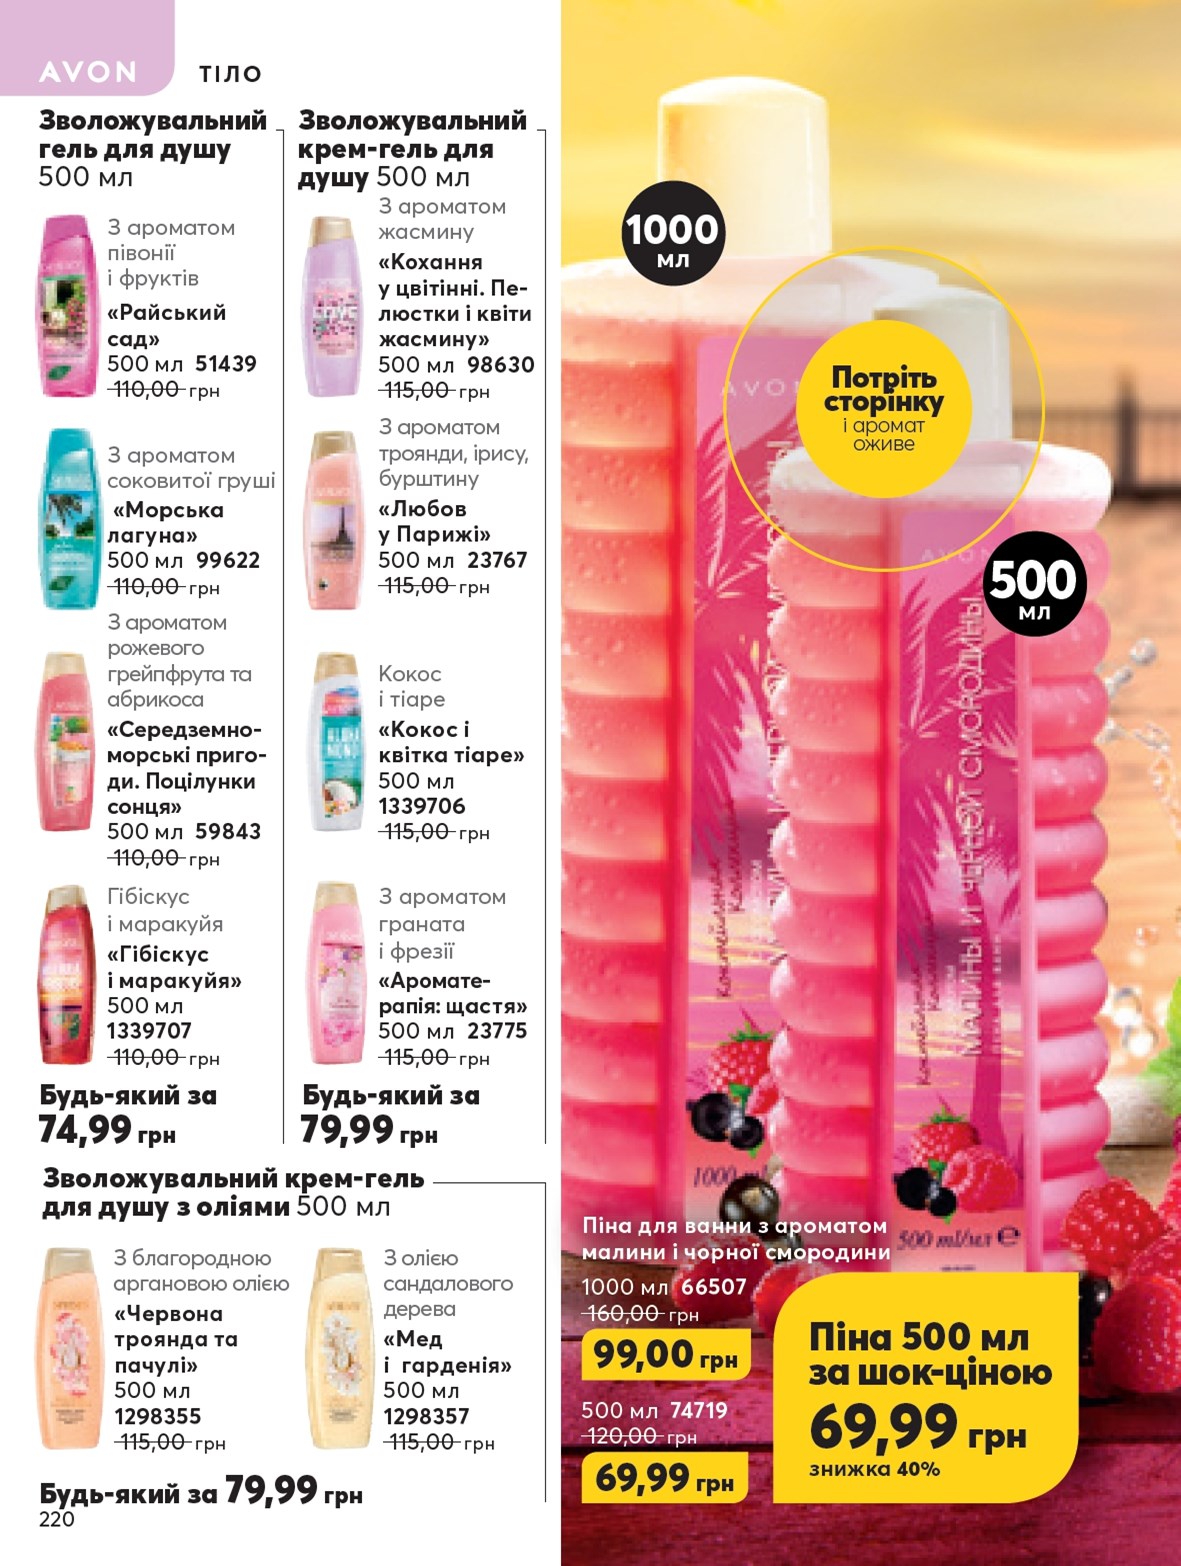 AVON
ТІЛО
Зволожувальний
гель для душу
500 мл
З ароматом
півонії
і фруктів
«Райський
сад»
500 мл 51439
110,00 грн
З ароматом
соковитої груші
«Морська
лагуна»
500 мл 99622
110,00 грн
З ароматом
рожевого
грейпфрута та
абрикоса
«Середземно-
морські приго-
ди. Поцілунки
сонця»
500 мл 59843
110,00 грн
Гібіскус
і маракуйя
«Гібіскус
і маракуйя»
500 мл
1339707
110,00 грн
Будь-який за
74,99 грн
Зволожувальний
крем-гель для
душу 500 мл
З ароматом
жасмину
«Кохання
у цвітінні. Пе-
люстки і квіти
жасмину»
500 мл 98630
115,00 грн
З ароматом
троянди, ірису,
бурштину
«Любов
у Парижі»
500 мл 23767
115,00 грн
Кокос
і тіаре
«Кокос і
квітка тіаре»
500 мл
1339706
115,00 грн
З ароматом
граната
і фрезії
«Аромате-
рапія: щастя»
500 мл 23775
115,00 грн
Будь-який за
79,99 грн
Зволожувальний крем-гель
для душу з оліями 500 мл
З благородною
аргановою олією
«Червона
троянда та
пачулі»
500 мл
1298355
115,00 грн
З олією
сандалового
дерева
«Мед
і гарденія»
500 мл
1298357
115,00 грн
Будь-який за 79,99 грн
220
1000
мл
Потріть
сторінку
і аромат
оживе
500
мл
AVON
AVON
МАЛИНЫ И ЧЕРНОЙ СМОРОДИНЫ
1000 ml
500 ml/мл
Піна для ванни з ароматом
малини і чорної смородини
1000 мл 66507
160,00 грн
99,00 грн
500 мл 74719
120,00 грн
69,99 грн
Піна 500 мл
за шок-ціною
69,99 грн
знижка 40%